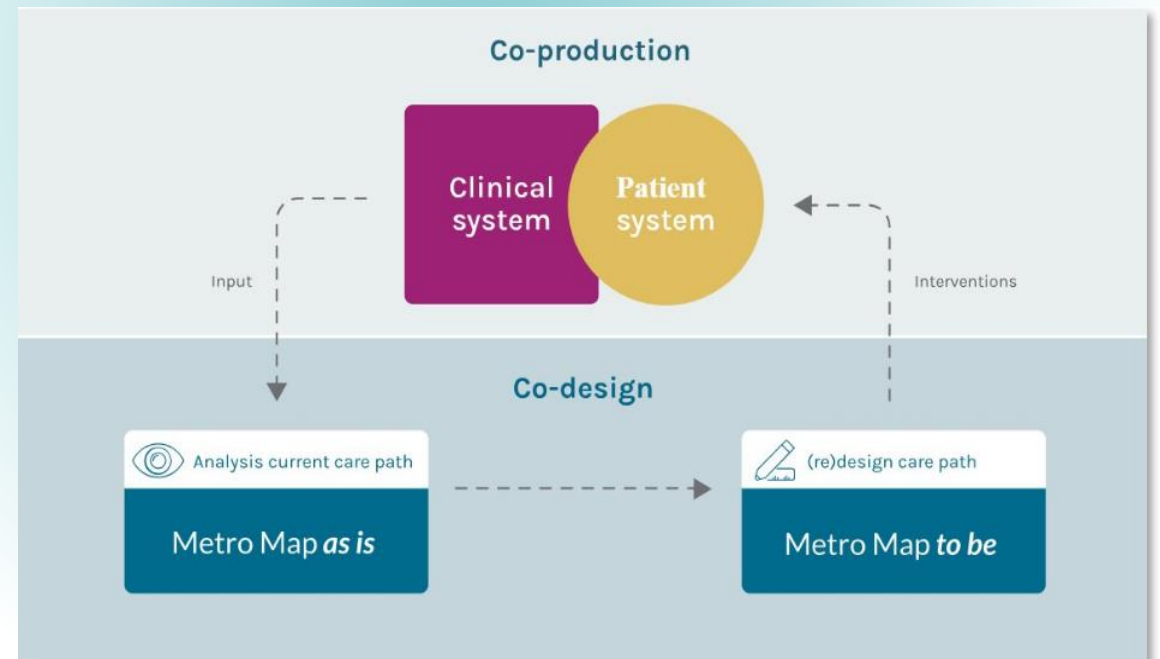 Co-production
Clinical
system
Patient
system
Input
Interventions
Co-design
Analysis current care path
Metro Map as is
(re)design care path
Metro Map to be